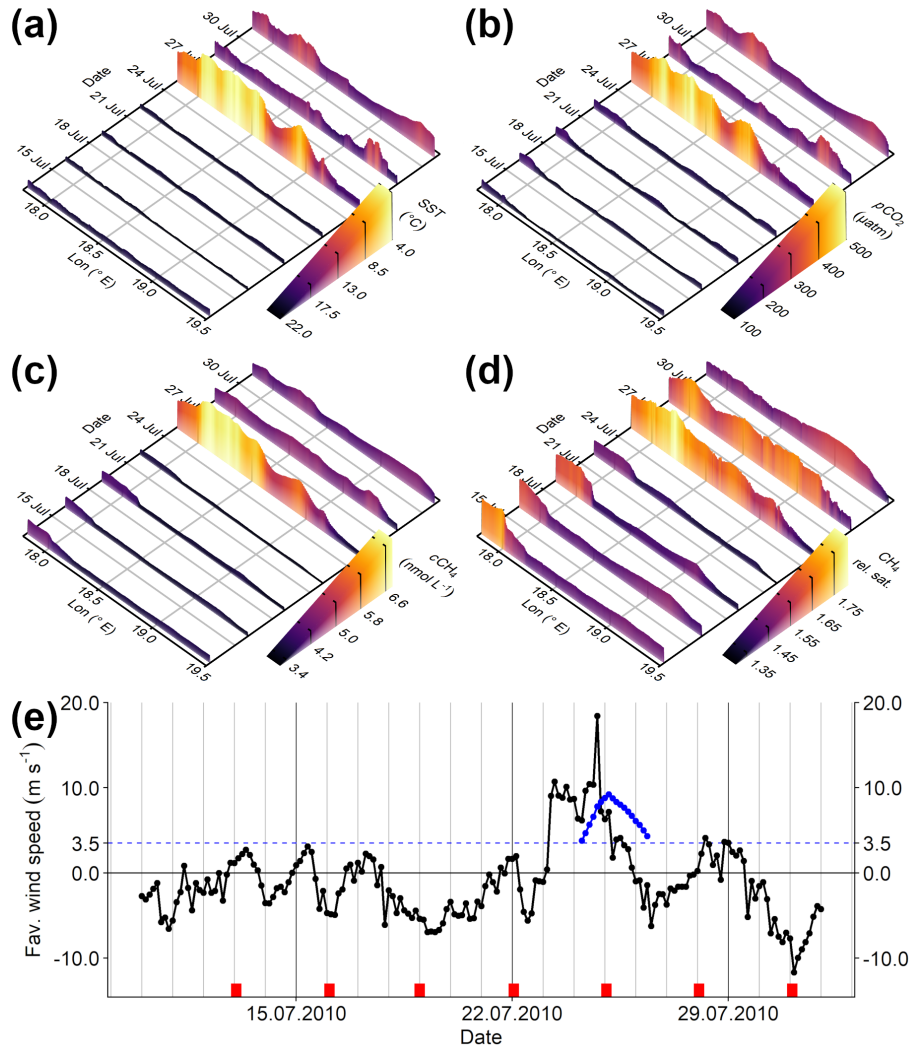 (a)
Date
15 Jul
18 Jul
21 Jul
24 Jul
27 Jul
30 Jul
18.0
18.5
19.0
19.5
Lon (° E)
SST
(°C)
4.0
8.5
13.0
17.5
22.0
(b)
Date
15 Jul
18 Jul
21 Jul
24 Jul
27 Jul
30 Jul
18.0
18.5
19.0
19.5
Lon (° E)
pCO₂
(µatm)
500
400
300
200
100
(c)
Date
15 Jul
18 Jul
21 Jul
24 Jul
27 Jul
30 Jul
18.0
18.5
19.0
19.5
Lon (° E)
cCH₄
(nmol L⁻¹)
6.6
5.8
5.0
4.2
3.4
(d)
Date
15 Jul
18 Jul
21 Jul
24 Jul
27 Jul
30 Jul
18.0
18.5
19.0
19.5
Lon (° E)
CH₄
rel. sat.
1.75
1.65
1.55
1.45
1.35
(e)
Fav. wind speed (m s⁻¹)
20.0 20.0
10.0 10.0
3.5 3.5
0.0 0.0
-10.0 -10.0
15.07.2010 22.07.2010 29.07.2010
Date